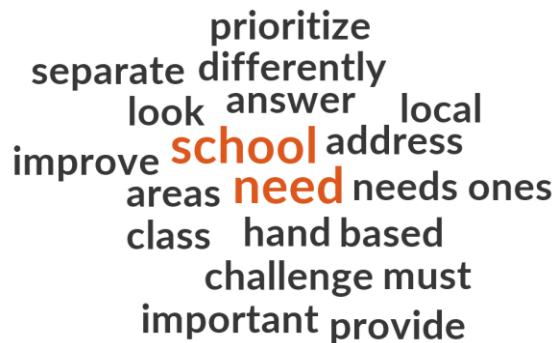 prioritize
separate differently
look answer local
school address
improve
areas need needs ones
class hand based
challenge must
important provide